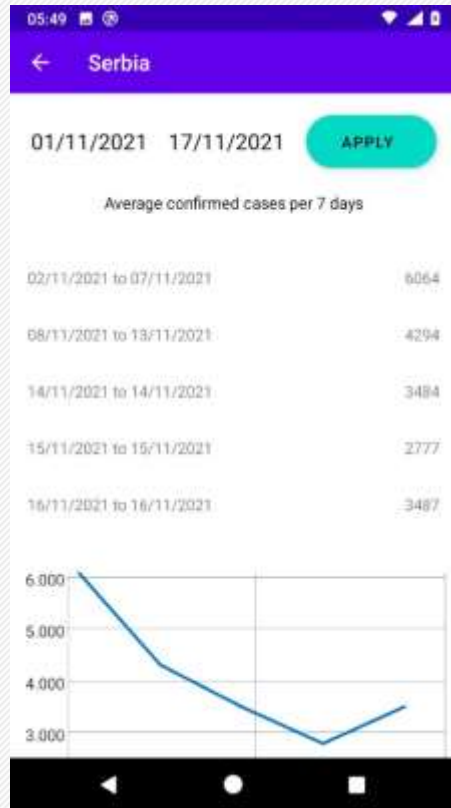 05:49
Serbia
01/11/2021 17/11/2021 APPLY
Average confirmed cases per 7 days
02/11/2021 to 07/11/2021 6064
08/11/2021 to 13/11/2021 4294
14/11/2021 to 14/11/2021 3484
15/11/2021 to 15/11/2021 2777
16/11/2021 to 16/11/2021 3487
6.000
5.000
4.000
3.000